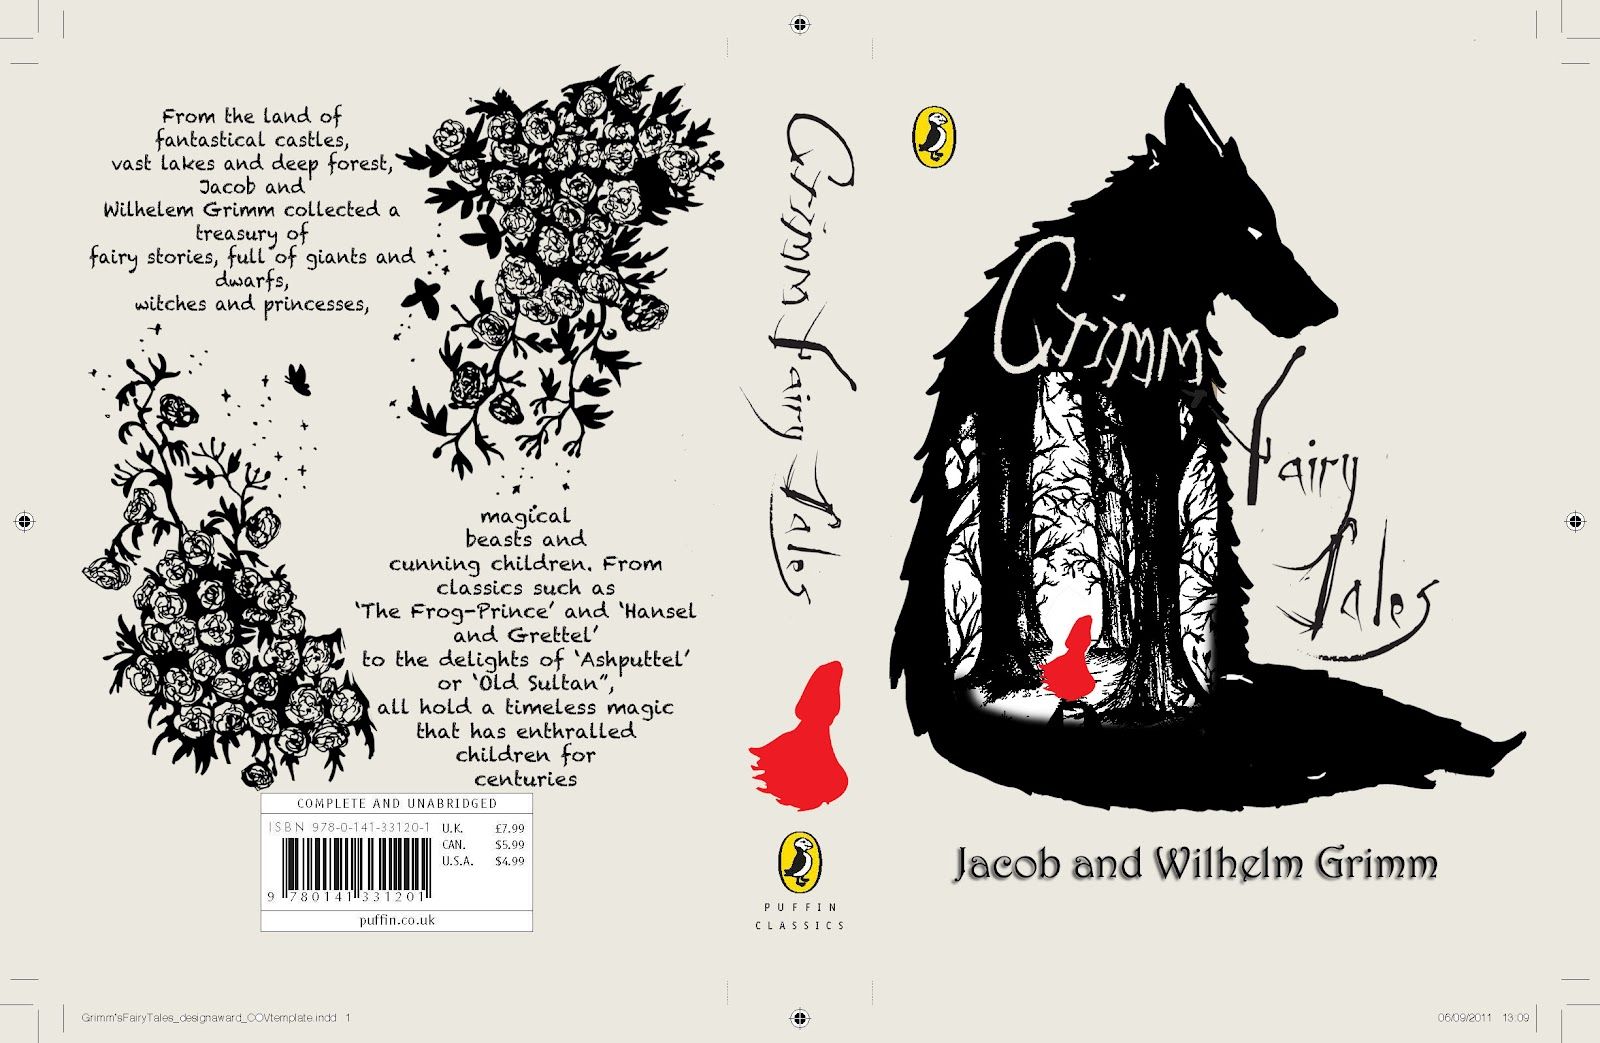 From the land of
fantastical castles,
vast lakes and deep forest,
Jacob and
Wilhelem Grimm collected a
treasury of
fairy stories, full of giants and
dwarfs,
witches and princesses,
magical
beasts and
cunning children. From
classics such as
'The Frog-Prince' and 'Hansel
and Grettel'
to the delights of 'Ashputtel'
or 'Old Sultan",
all hold a timeless magic
that has enthralled
children for
centuries
COMPLETE AND UNABRIDGED
ISBN 978-0-141-33120-1
U.K. £7.99
CAN. $5.99
U.S.A. $4.99
9 780141 331201
puffin.co.uk
Grimm Fairy Tales
PUFFIN
CLASSICS
Grimm
Fairy
Tales
Jacob and Wilhelm Grimm
Grimm'sFairyTales_designaward_COVtemplate.indd 1
06/09/2011 13:09